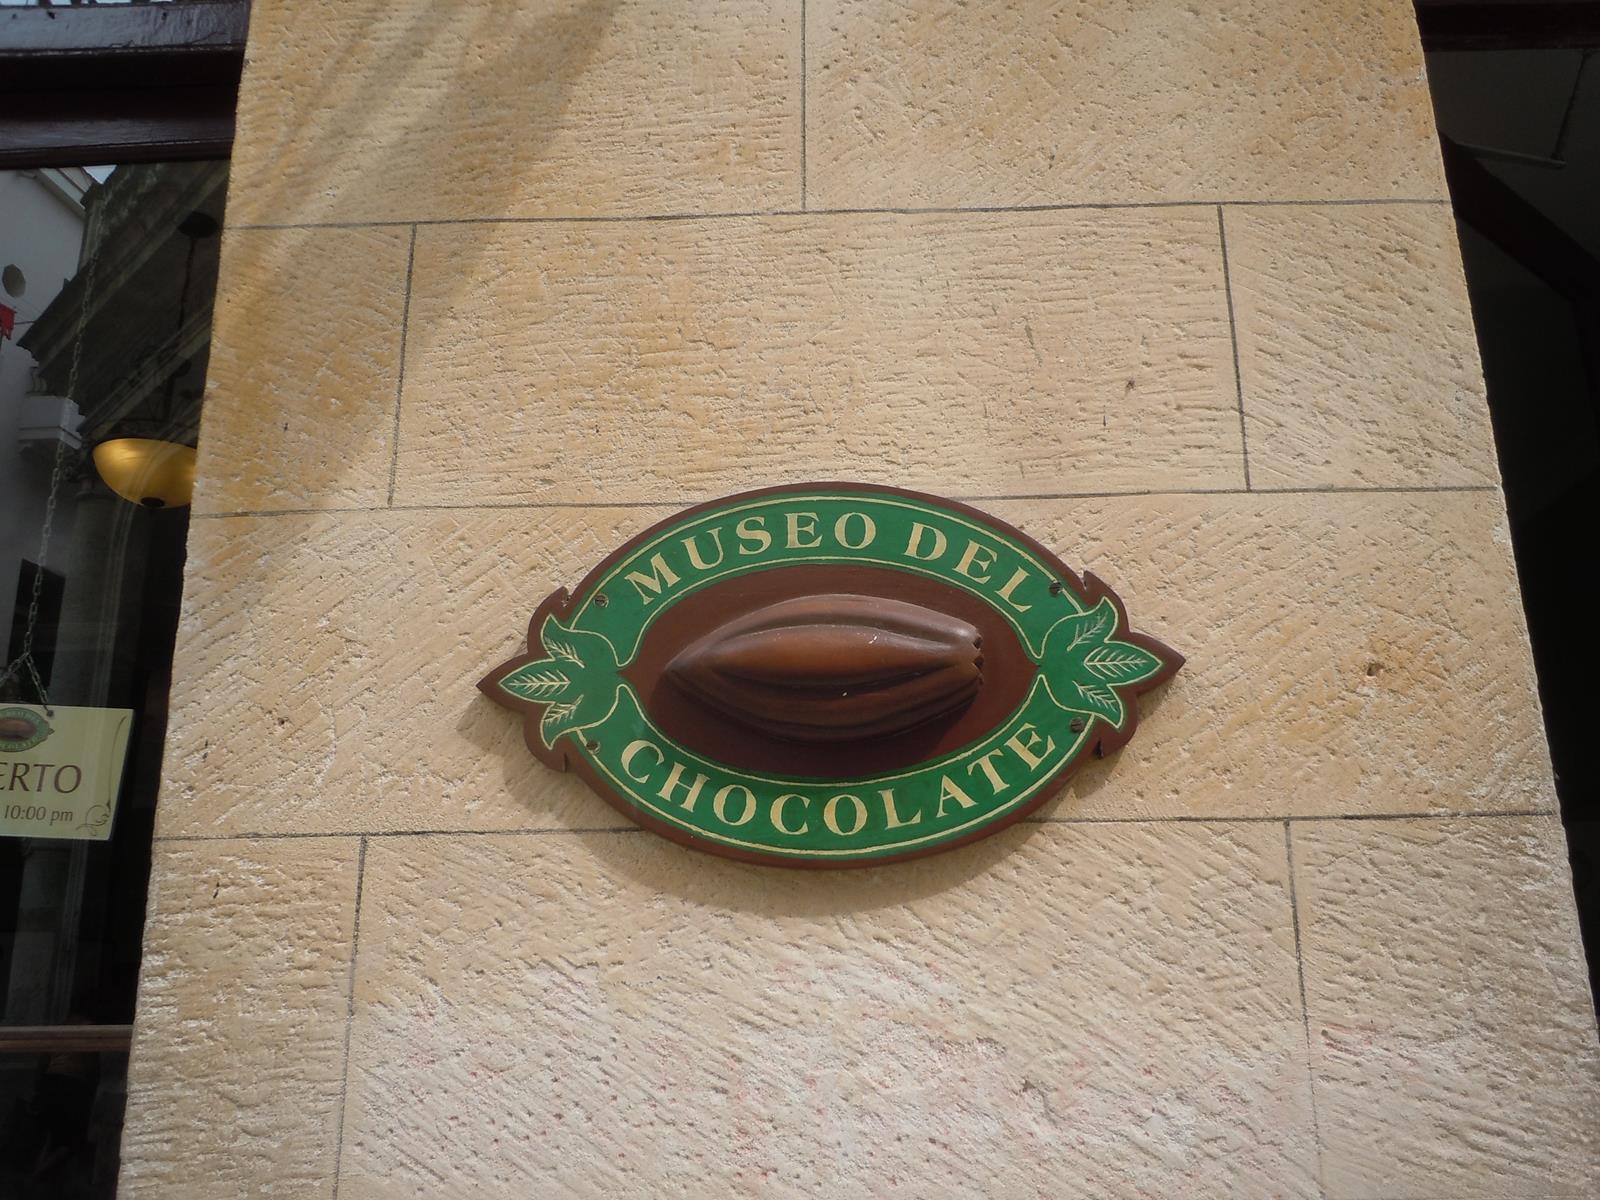 MUSEO DEL
CHOCOLATE
ERTO
10:00 pm